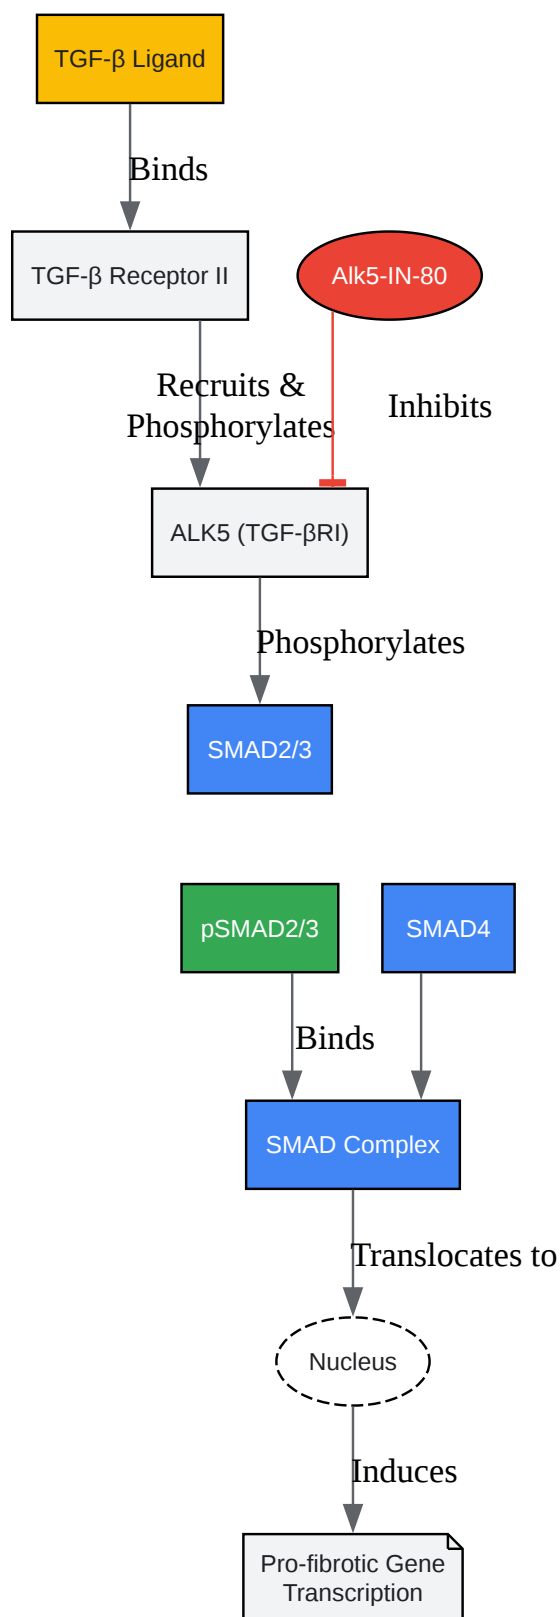 TGF-β Ligand
Binds
TGF-β Receptor II
Alk5-IN-80
Recruits &
Phosphorylates
Inhibits
ALK5 (TGF-βRI)
Phosphorylates
SMAD2/3
pSMAD2/3
SMAD4
Binds
SMAD Complex
Translocates to
Nucleus
Induces
Pro-fibrotic Gene
Transcription